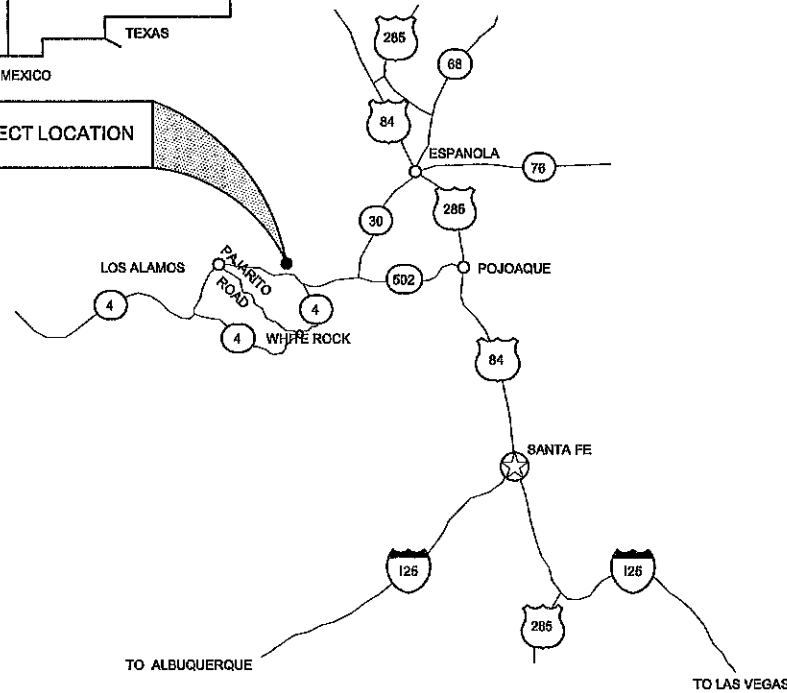 TEXAS
MEXICO
ECT LOCATION
285
68
84
ESPANOLA
76
30
285
LOS ALAMOS
PAJARITO
ROAD
502
POJOAQUE
4
4
4
WHITE ROCK
84
SANTA FE
I25
I25
285
TO ALBUQUERQUE
TO LAS VEGAS